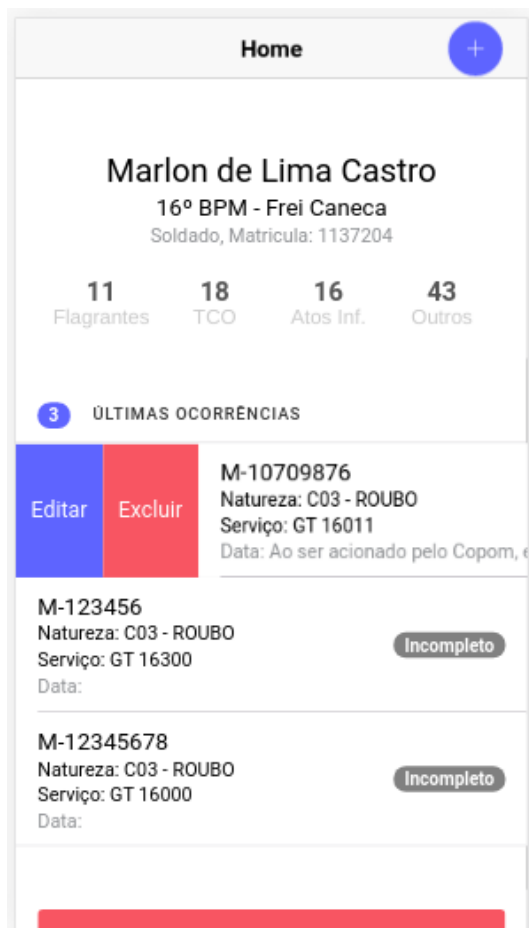 Home
+
Marlon de Lima Castro
16º BPM - Frei Caneca
Soldado, Matricula: 1137204
11 18 16 43
Flagrantes TCO Atos Inf. Outros
3 ÚLTIMAS OCORRÊNCIAS
Editar Excluir
M-10709876
Natureza: C03 - ROUBO
Serviço: GT 16011
Data: Ao ser acionado pelo Copom,
M-123456
Natureza: C03 - ROUBO
Serviço: GT 16300
Incompleto
Data:
M-12345678
Natureza: C03 - ROUBO
Serviço: GT 16000
Incompleto
Data: